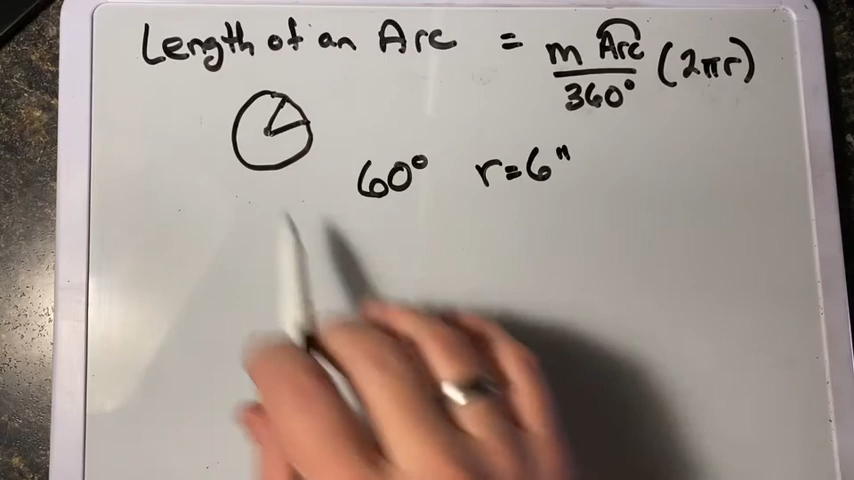 Length of an Arc = m Arc / 360° (2πr)
60° r=6"